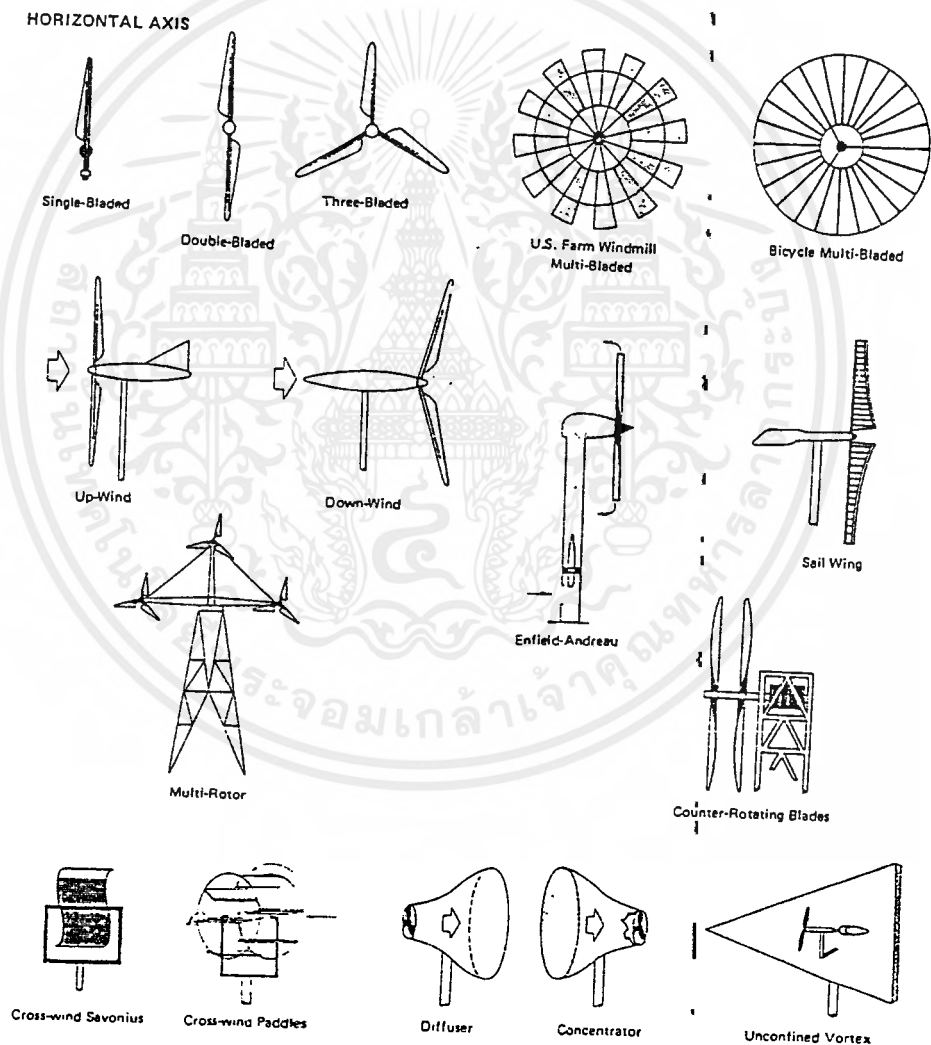 HORIZONTAL AXIS
Single-Bladed
Double-Bladed
Three-Bladed
U.S. Farm Windmill
Multi-Bladed
Bicycle Multi-Bladed
Up-Wind
Down-Wind
Enfield-Andreau
Sail Wing
Multi-Rotor
Counter-Rotating Blades
Cross-wind Savonius
Cross-wind Paddles
Diffuser
Concentrator
Unconfined Vortex